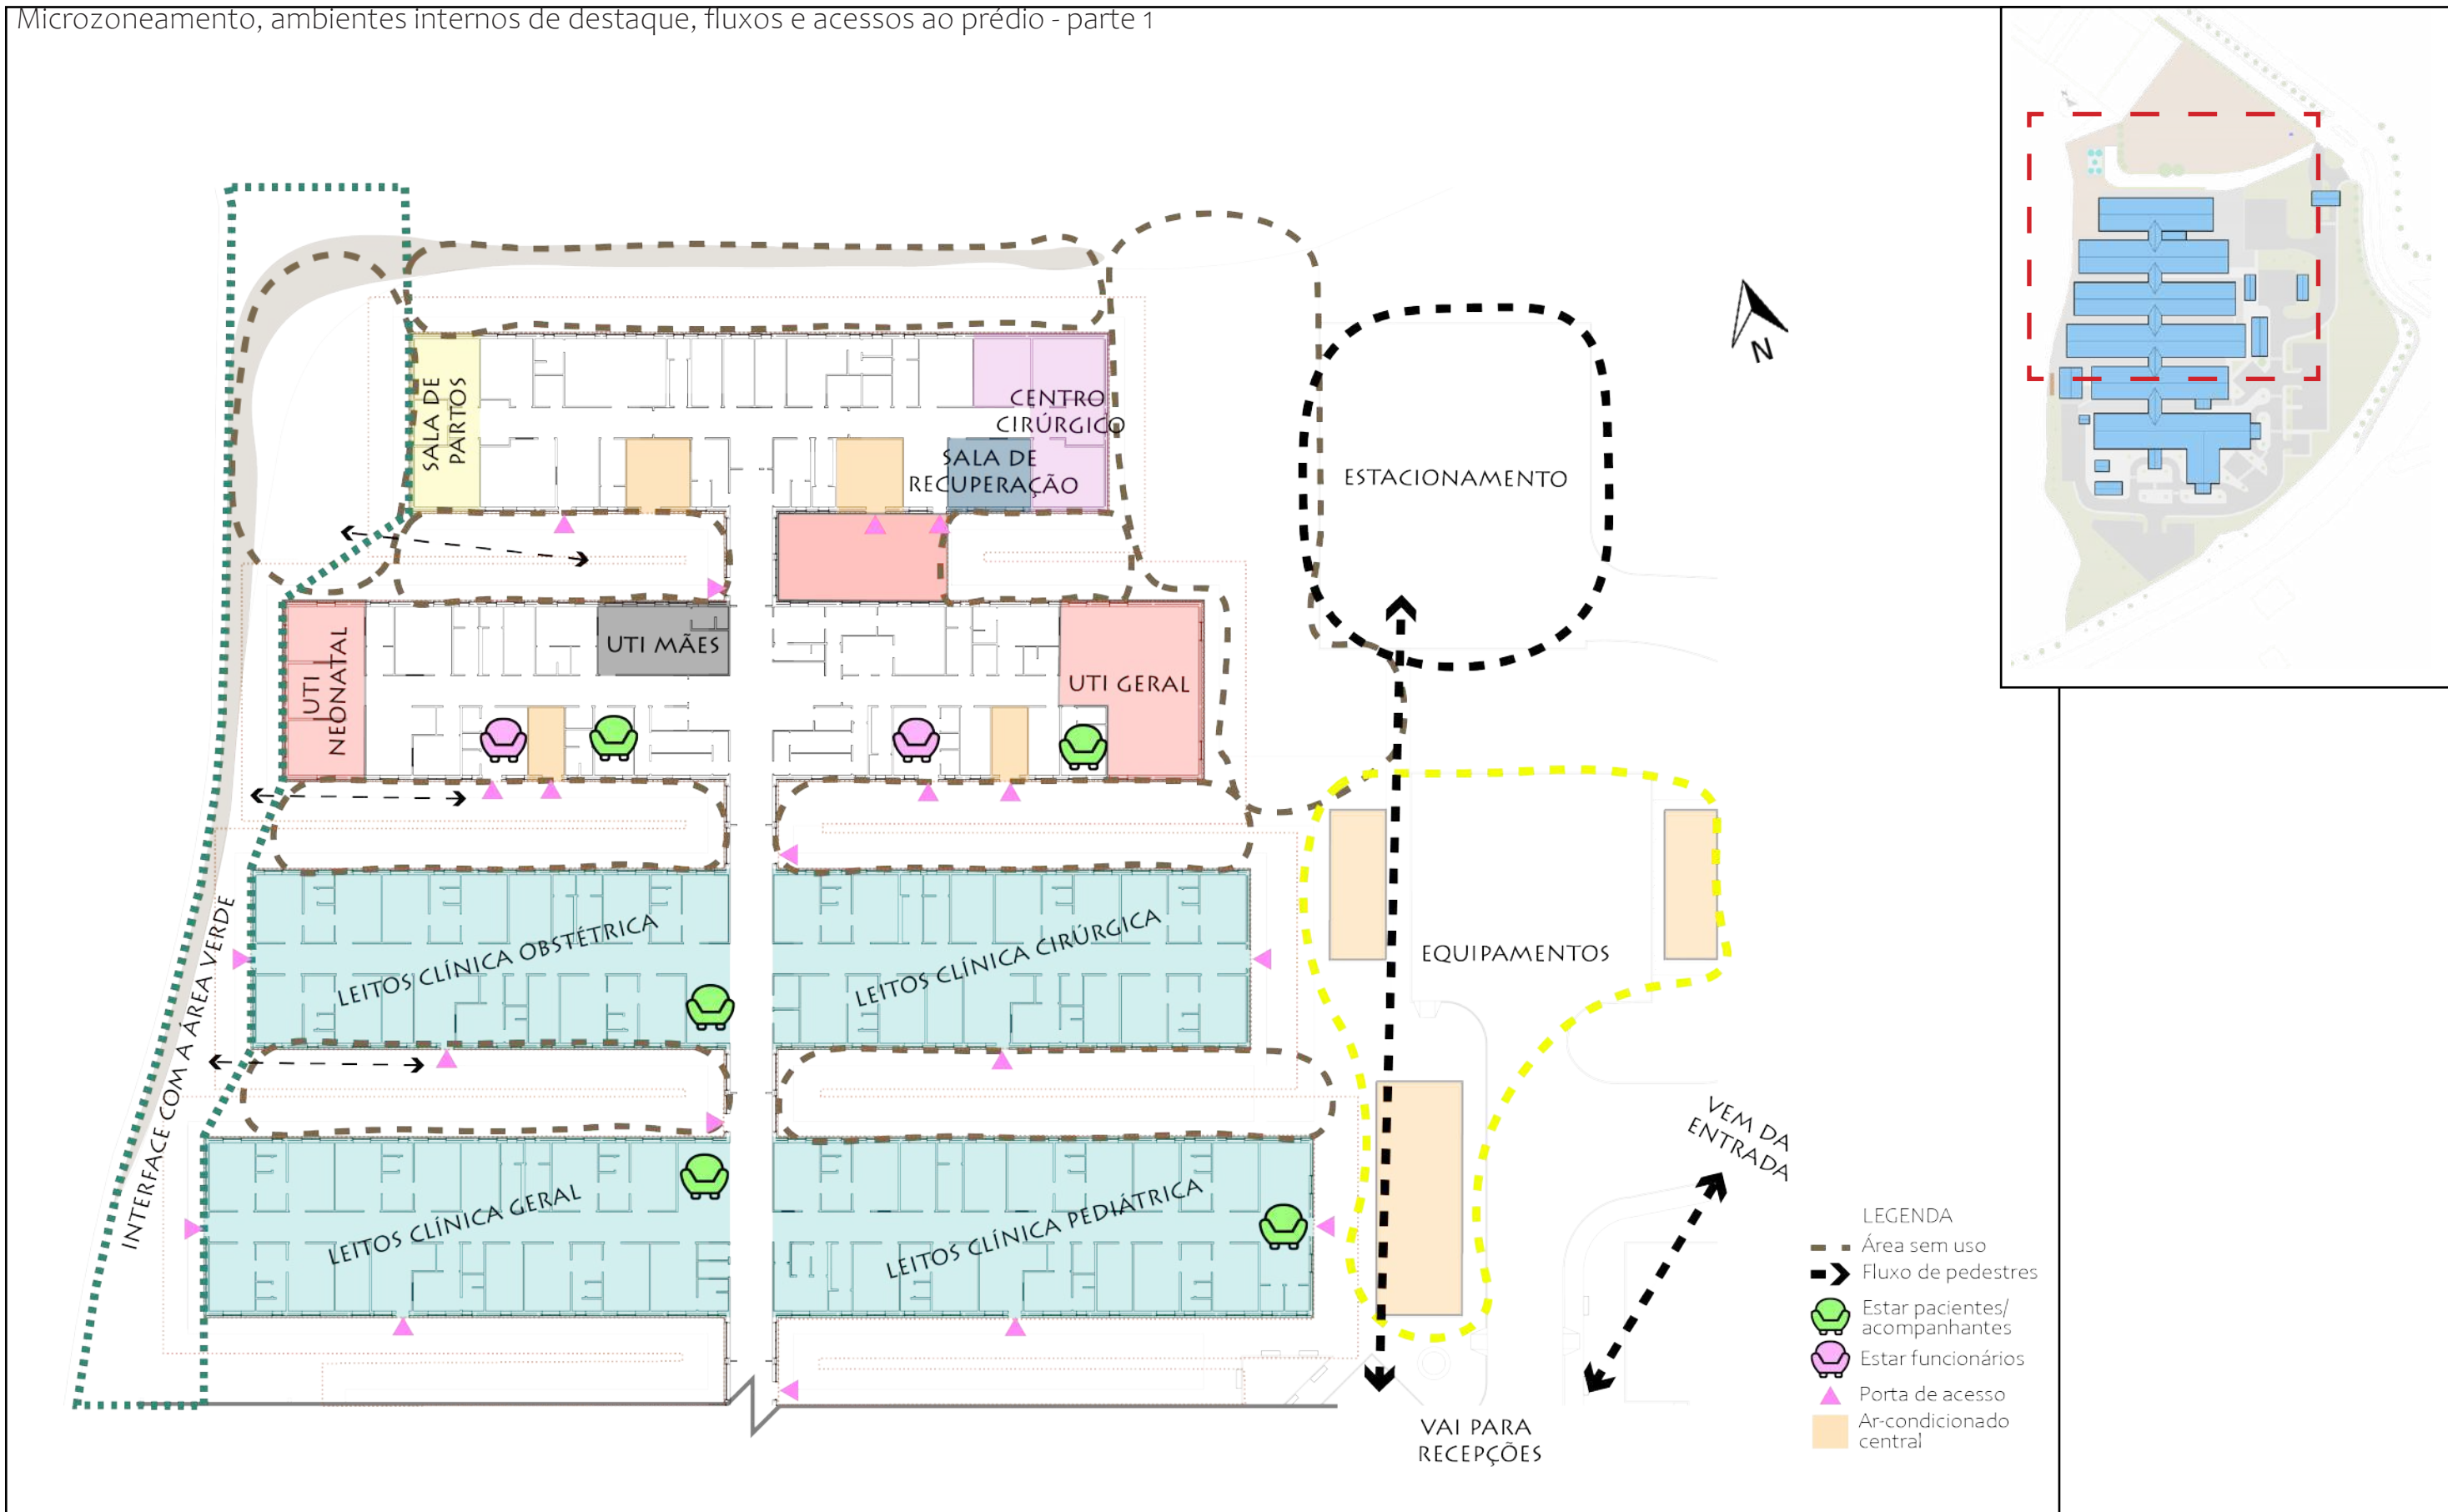 Microzoneamento, ambientes internos de destaque, fluxos e acessos ao prédio - parte 1
N
SALA DE
PARTOS
CENTRO
CIRÚRGICO
SALA DE
RECUPERAÇÃO
ESTACIONAMENTO
UTI
NEONATAL
UTI MÃES
UTI GERAL
INTERFACE COM A ÁREA VERDE
LEITOS CLÍNICA OBSTÉTRICA
LEITOS CLÍNICA CIRÚRGICA
EQUIPAMENTOS
LEITOS CLÍNICA GERAL
LEITOS CLÍNICA PEDIÁTRICA
VEM DA
ENTRADA
VAI PARA
RECEPÇÕES
LEGENDA
Área sem uso
Fluxo de pedestres
Estar pacientes/
acompanhantes
Estar funcionários
Porta de acesso
Ar-condicionado
central